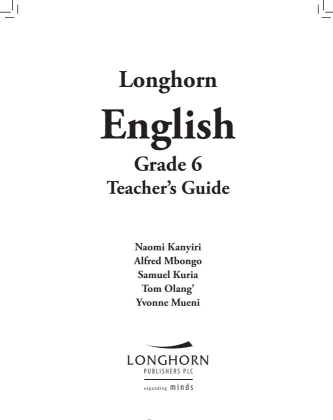 Longhorn
English
Grade 6
Teacher's Guide
Naomi Kanyiri
Alfred Mbongo
Samuel Kuria
Tom Olang'
Yvonne Mueni
LONGHORN
PUBLISHERS PLC
expanding minds